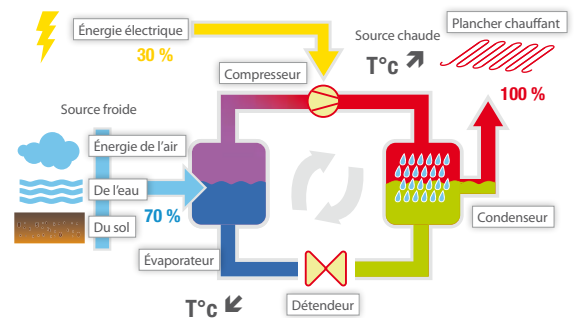 Énergie électrique
30 %
Source chaude
Plancher chauffant
T°c
Compresseur
100 %
Source froide
Énergie de l'air
De l'eau
70 %
Du sol
Condenseur
Évaporateur
T°c
Détendeur